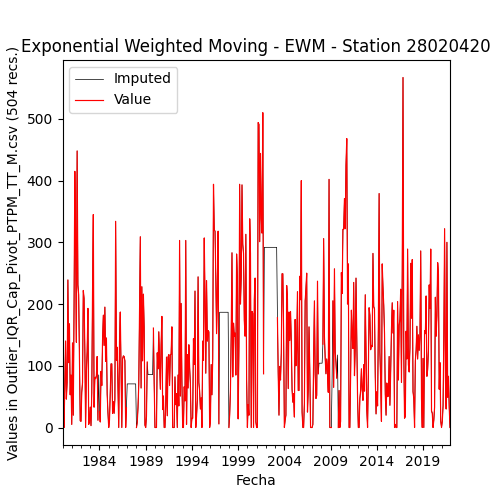 Exponential Weighted Moving - EWM - Station 28020420
Values in Outlier_IQR_Cap_Pivot_PTPM_TT_M.csv (504 recs.)
Imputed
Value
500
400
300
200
100
0
1984 1989 1994 1999 2004 2009 2014 2019
Fecha